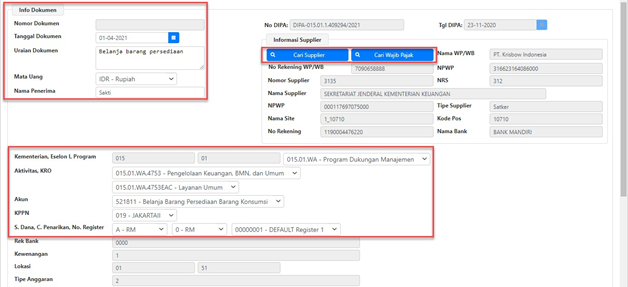 Info Dokumen
Nomor Dokumen
Tanggal Dokumen 01-04-2021
Uraian Dokumen Belanja barang persediaan
Mata Uang IDR - Rupiah
Nama Penerima Sakti
No DIPA: DIPA-015.01.1.409294/2021 Tgl DIPA: 23-11-2020
Informasi Supplier
Cari Supplier Cari Wajib Pajak Nama WP/WB PT. Krisbow Indonesia
No Rekening WP/WB 7090658888 NPWP 316623164086000
Nomor Supplier 3135 NRS 312
Nama Supplier SEKRETARIAT JENDERAL KEMENTERIAN KEUANGAN
NPWP 000117697075000 Tipe Supplier Satker
Nama Site 1_10710 Kode Pos 10710
No Rekening 1190004476220 Nama Bank BANK MANDIRI
Kementerian, Eselon I, Program 015 01 015.01.WA - Program Dukungan Manajemen
Aktivitas, KRO 015.01.WA.4753 - Pengelolaan Keuangan, BMN, dan Umum
015.01.WA.4753EAC - Layanan Umum
Akun 521811 - Belanja Barang Persediaan Barang Konsumsi
KPPN 019 - JAKARTAII
S. Dana, C. Penarikan, No. Register A - RM 0 - RM 00000001 - DEFAULT Register 1
Rek Bank 0000
Kewenangan 1
Lokasi 01 51
Tipe Anggaran 2